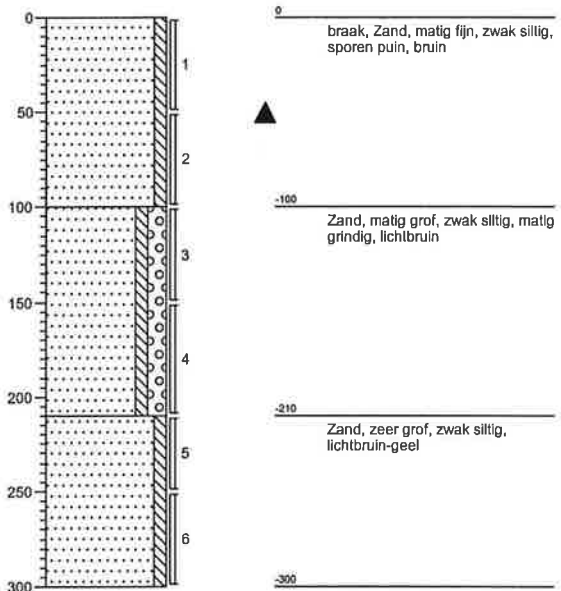 0
50
100
150
200
250
300
1
2
3
4
5
6
0
braak, Zand, matig fijn, zwak siltig,
sporen puin, bruin
-100
Zand, matig grof, zwak siltig, matig
grindig, lichtbruin
-210
Zand, zeer grof, zwak siltig,
lichtbruin-geel
-300